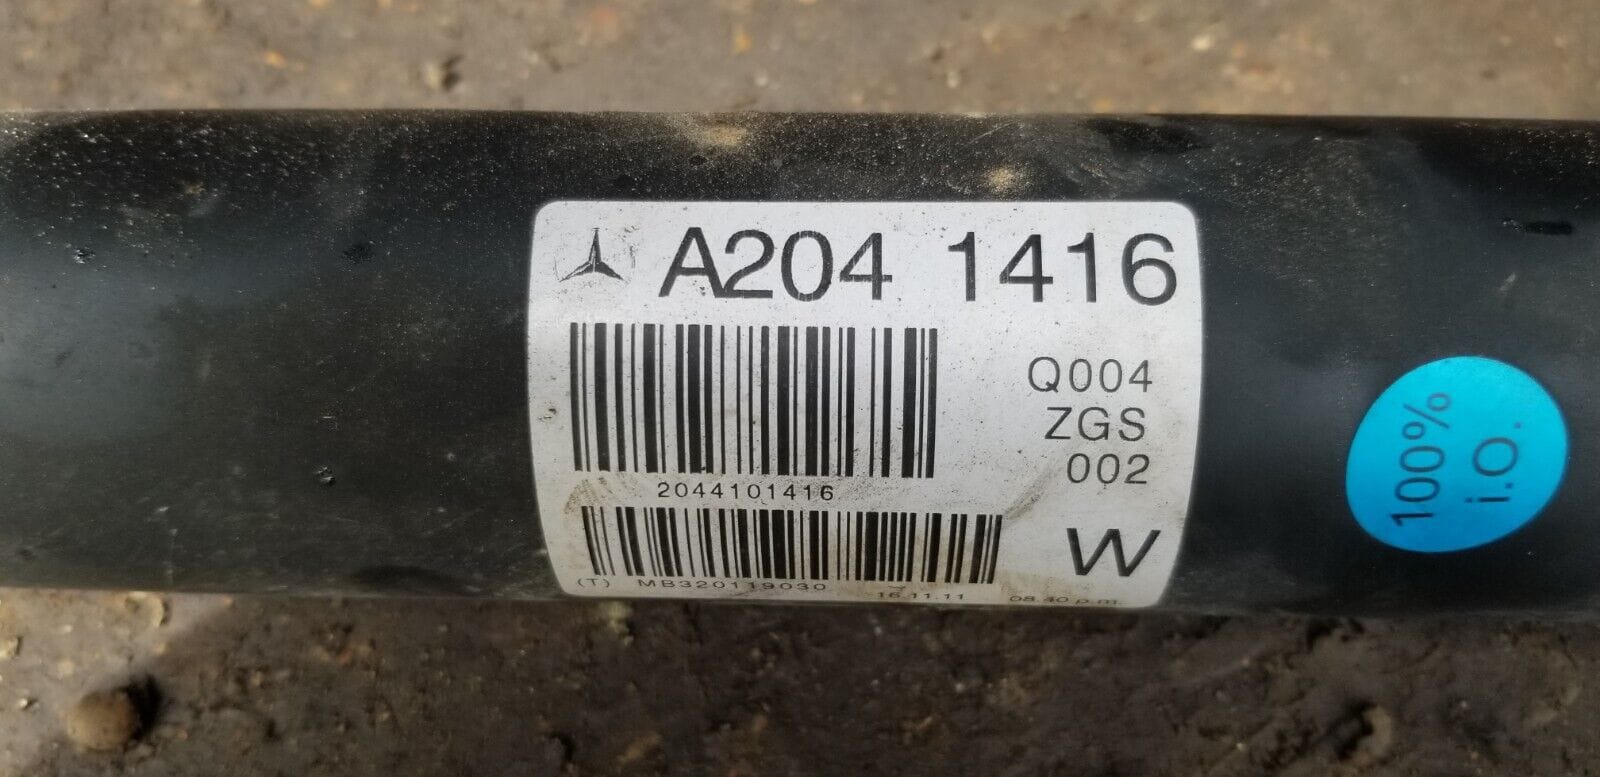 A204 1416
Q004
ZGS
002
2044101416
W
(T) MB320119030 16.11.11 08.40 p.m.
100%
i.O.